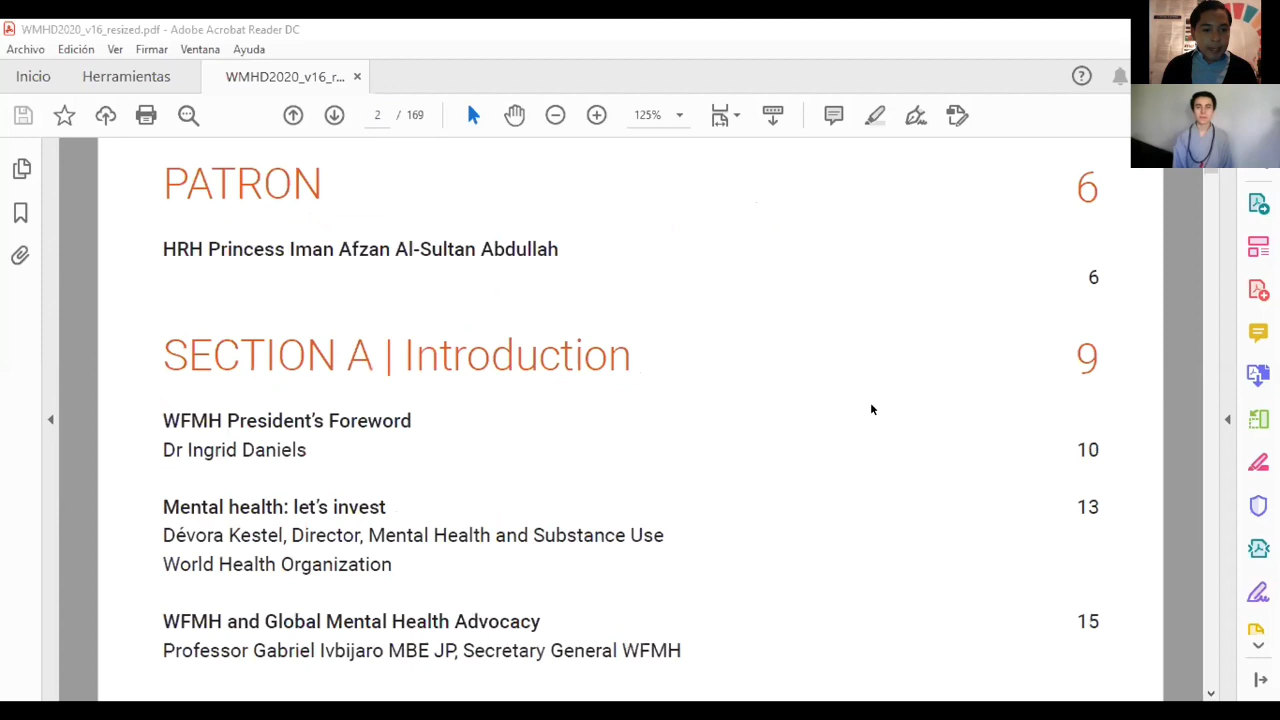 WMHD2020_v16_resized.pdf - Adobe Acrobat Reader DC
Archivo Edición Ver Firmar Ventana Ayuda
Inicio Herramientas WMHD2020_v16_r... ×
2 / 169 125%
PATRON 6
HRH Princess Iman Afzan Al-Sultan Abdullah
6
SECTION A | Introduction 9
WFMH President’s Foreword
Dr Ingrid Daniels 10
Mental health: let’s invest 13
Dévora Kestel, Director, Mental Health and Substance Use
World Health Organization
WFMH and Global Mental Health Advocacy 15
Professor Gabriel Ivbijaro MBE JP, Secretary General WFMH